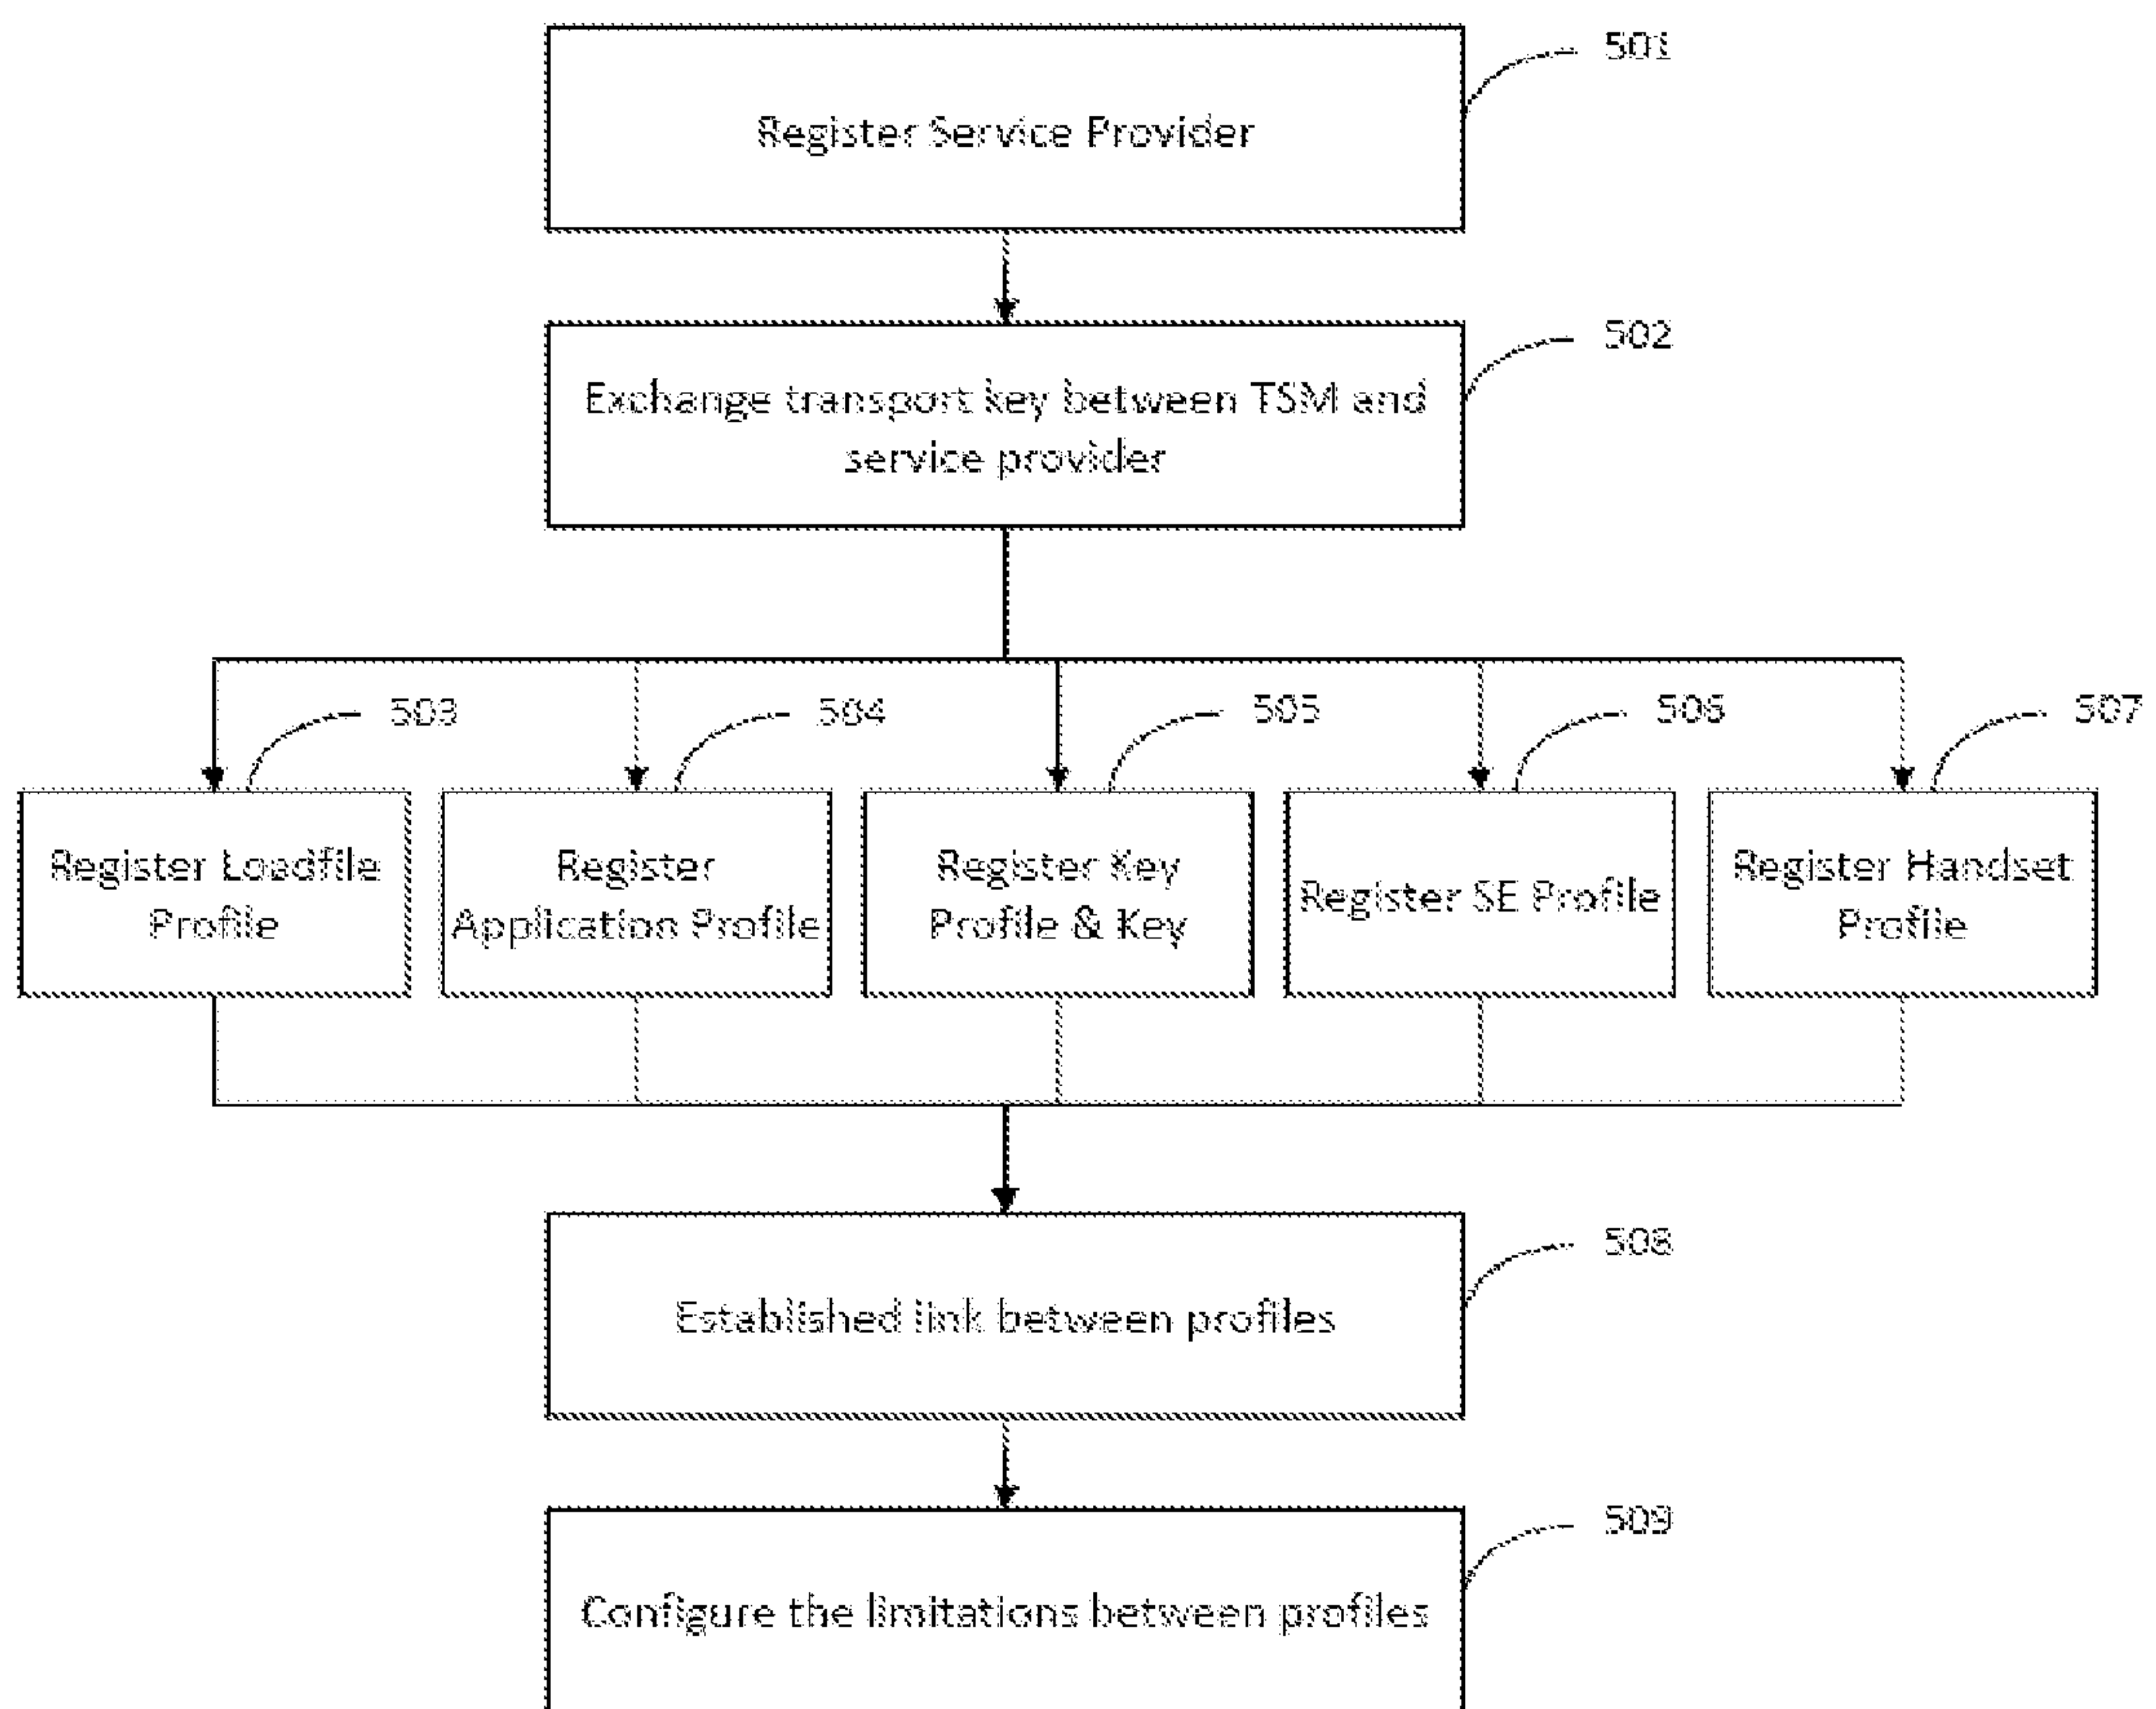 501
Register Service Provider
502
Exchange transport key between TSM and
service provider
503
504
505
506
507
Register Loadfile
Profile
Register
Application Profile
Register Key
Profile & Key
Register SE Profile
Register Handset
Profile
508
Established link between profiles
509
Configure the limitations between profiles